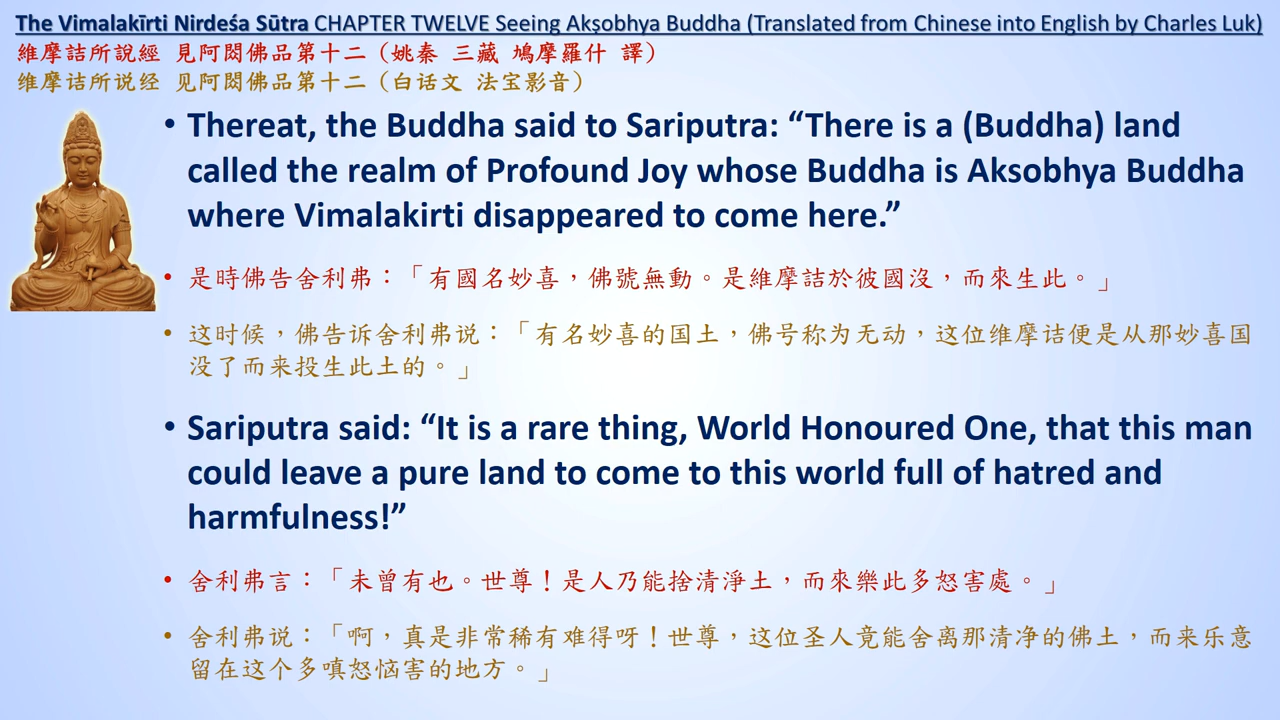 The Vimalakīrti Nirdeśa Sūtra CHAPTER TWELVE Seeing Akṣobhya Buddha (Translated from Chinese into English by Charles Luk)
維摩詰所說經 見阿閦佛品第十二（姚秦 三藏 鳩摩羅什 譯）
维摩诘所说经 见阿閦佛品第十二（白话文 法宝影音）
• Thereat, the Buddha said to Sariputra: “There is a (Buddha) land
called the realm of Profound Joy whose Buddha is Aksobhya Buddha
where Vimalakirti disappeared to come here.”
• 是時佛告舍利弗：「有國名妙喜，佛號無動。是維摩詰於彼國沒，而來生此。」
• 这时候，佛告诉舍利弗说：「有名妙喜的国土，佛号称为无动，这位维摩诘便是从那妙喜国
没了而来投生此土的。」
• Sariputra said: “It is a rare thing, World Honoured One, that this man
could leave a pure land to come to this world full of hatred and
harmfulness!”
• 舍利弗言：「未曾有也。世尊！是人乃能捨清淨土，而來樂此多怒害處。」
• 舍利弗说：「啊，真是非常稀有难得呀！世尊，这位圣人竟能舍离那清净的佛土，而来乐意
留在这个多嗔怒恼害的地方。」